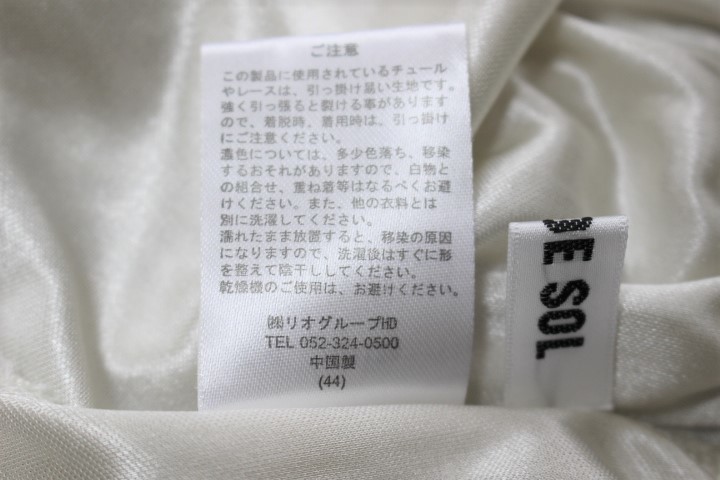 ご注意
この製品に使用されているチュール
やレースは、引っ掛け易い生地です。
強く引っ張ると裂ける事があります
ので、着脱時、着用時は、引っ掛け
にご注意ください。
濃色については、多少色落ち、移染
するおそれがありますので、白物と
の組合せ、重ね着等はなるべくお避
けください。また、他の衣料とは
別に洗濯してください。
濡れたまま放置すると、移染の原因
になりますので、洗濯後はすぐに形
を整えて陰干ししてください。
乾燥機のご使用は、お避けください。
㈱リオグループHD
TEL 052-324-0500
中国製
(44)
DE SOL